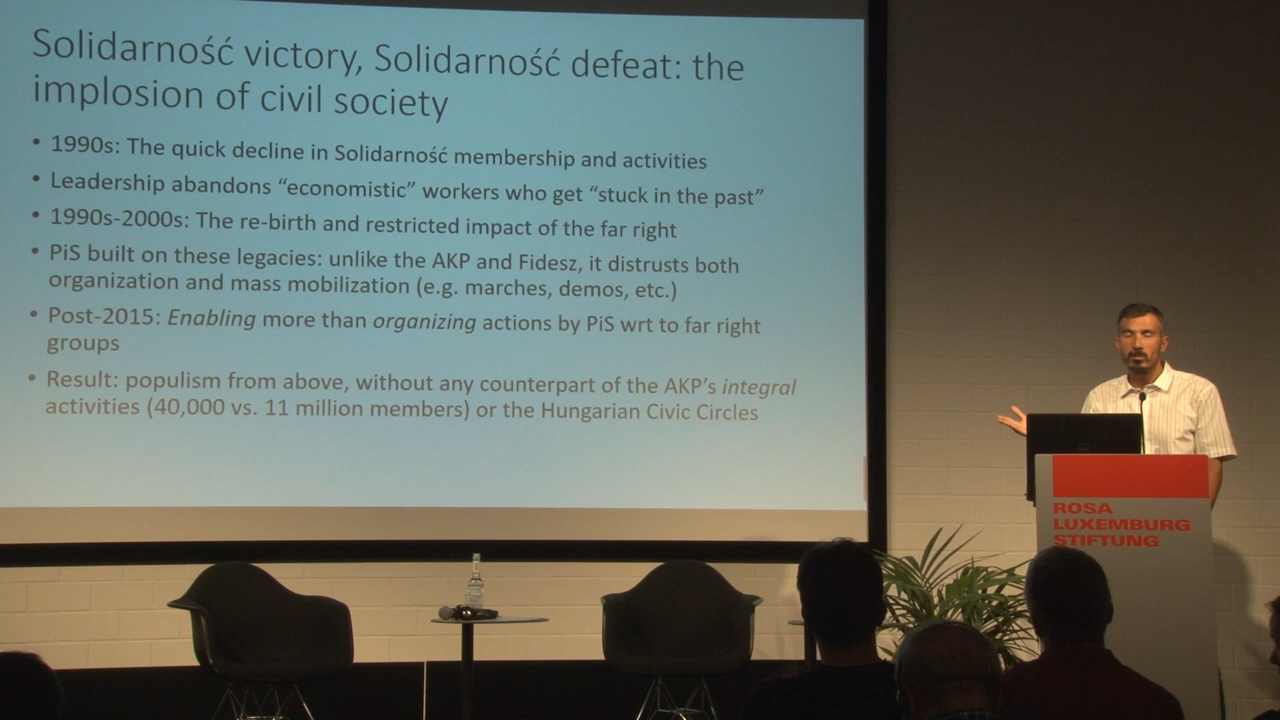 Solidarność victory, Solidarność defeat: the
implosion of civil society
• 1990s: The quick decline in Solidarność membership and activities
• Leadership abandons “economistic” workers who get “stuck in the past”
• 1990s-2000s: The re-birth and restricted impact of the far right
• PiS built on these legacies: unlike the AKP and Fidesz, it distrusts both
organization and mass mobilization (e.g. marches, demos, etc.)
• Post-2015: Enabling more than organizing actions by PiS wrt to far right
groups
• Result: populism from above, without any counterpart of the AKP’s integral
activities (40,000 vs. 11 million members) or the Hungarian Civic Circles
ROSA
LUXEMBURG
STIFTUNG